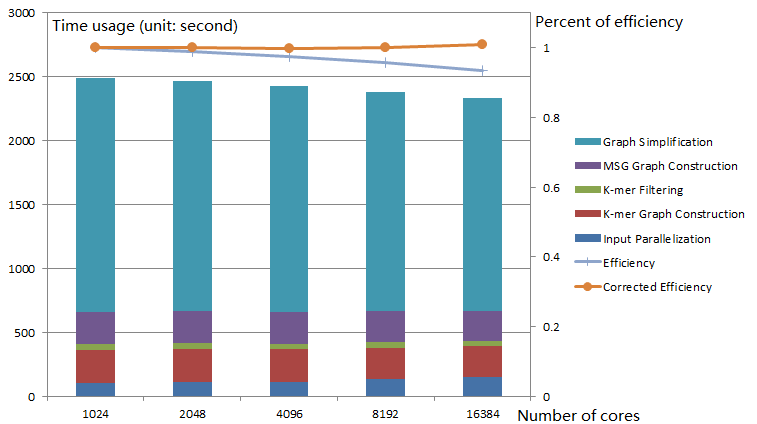 Time usage (unit: second)
Percent of efficiency
3000
2500
2000
1500
1000
500
0
1
0.8
0.6
0.4
0.2
0
Graph Simplification
MSG Graph Construction
K-mer Filtering
K-mer Graph Construction
Input Parallelization
Efficiency
Corrected Efficiency
1024 2048 4096 8192 16384
Number of cores